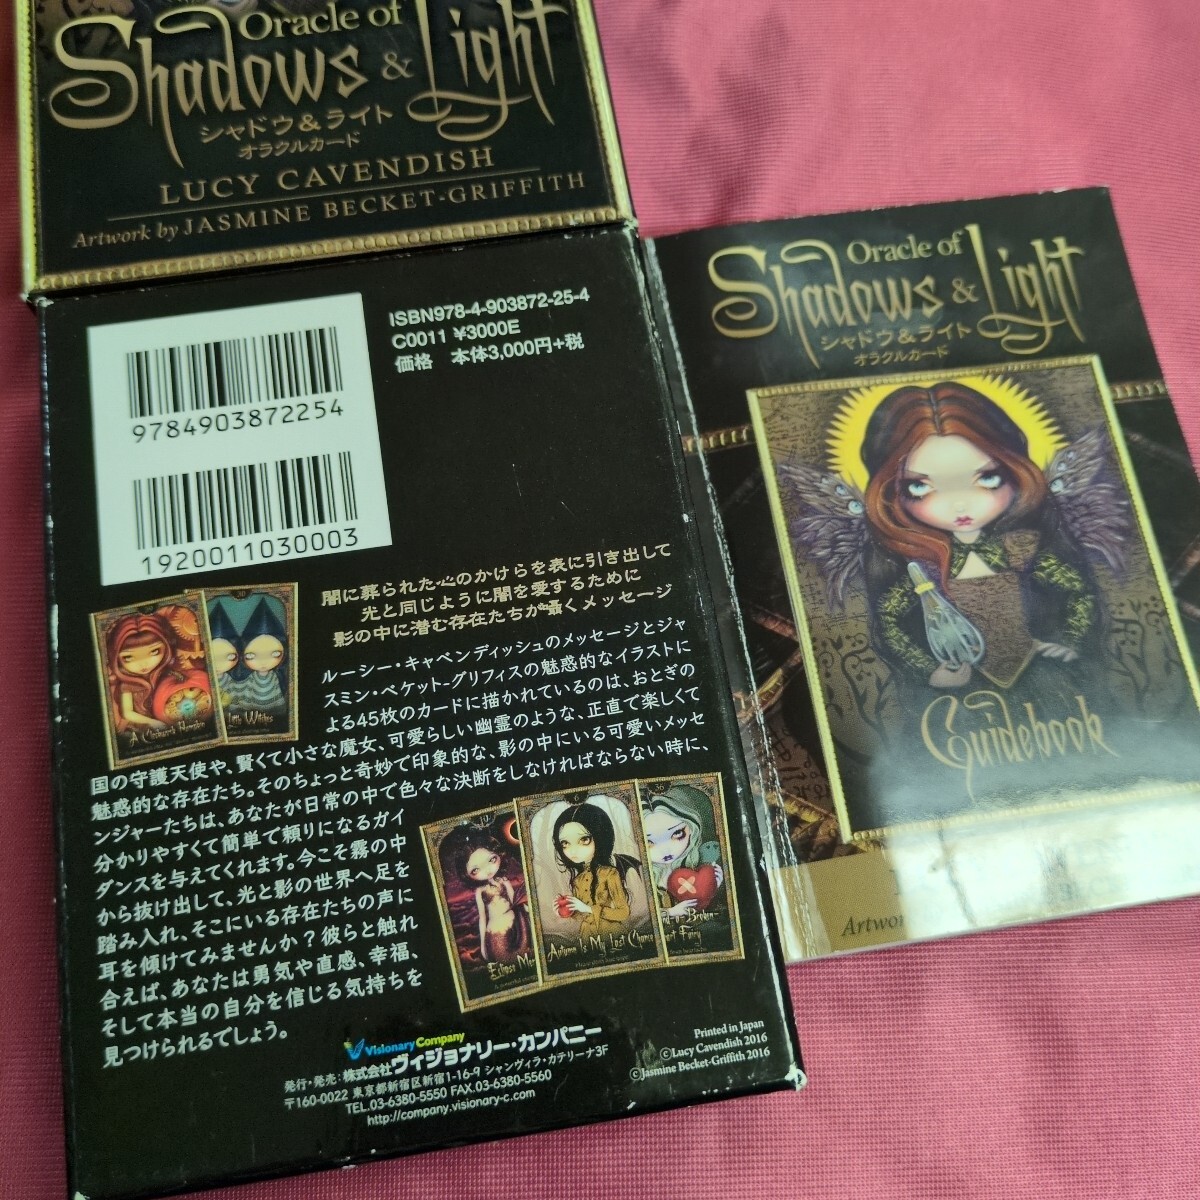 Oracle of
Shadows & Light
シャドウ&ライト
オラクルカード
LUCY CAVENDISH
Artwork by JASMINE BECKET-GRIFFITH
ISBN978-4-903872-25-4
C0011 ¥3000E
価格 本体3,000円+税
9784903872254
1920011030003
闇に葬られた心のかけらを表に引き出して
光と同じように闇を愛するために
影の中に潜む存在たちが囁くメッセージ
ルーシー・キャベンディッシュのメッセージとジャ
スミン・ベケット-グリフィスの魅惑的なイラストに
よる45枚のカードに描かれているのは、おとぎの
国の守護天使や、賢くて小さな魔女、可愛らしい幽霊のような、正直で楽しくて
魅惑的な存在たち。そのちょっと奇妙で印象的な、影の中にいる可愛いメッセ
ンジャーたちは、あなたが日常の中で色々な決断をしなければならない時に、
分かりやすくて簡単で頼りになるガイ
ダンスを与えてくれます。今こそ霧の中
から抜け出して、光と影の世界へ足を
踏み入れ、そこにいる存在たちの声に
耳を傾けてみませんか?彼らと触れ
合えば、あなたは勇気や直感、幸福、
そして本当の自分を信じる気持ちを
見つけられるでしょう。
30
A Clockwork Pumpkin
Little Witches
10
6
36
Eclipse Me
Autumn Is My Last Chance
nd-a-Broken-
art Fairy
Visionary Company
発行・発売: 株式会社ヴィジョナリー・カンパニー
〒160-0022 東京都新宿区新宿1-16-9 シャンヴィラ・カテリーナ3F
TEL.03-6380-5550 FAX.03-6380-5560
http://company.visionary-c.com
Printed in Japan
©Lucy Cavendish 2016
©Jasmine Becket-Griffith 2016
Oracle of
Shadows & Light
シャドウ&ライト
オラクルカード
Guidebook
Artwor